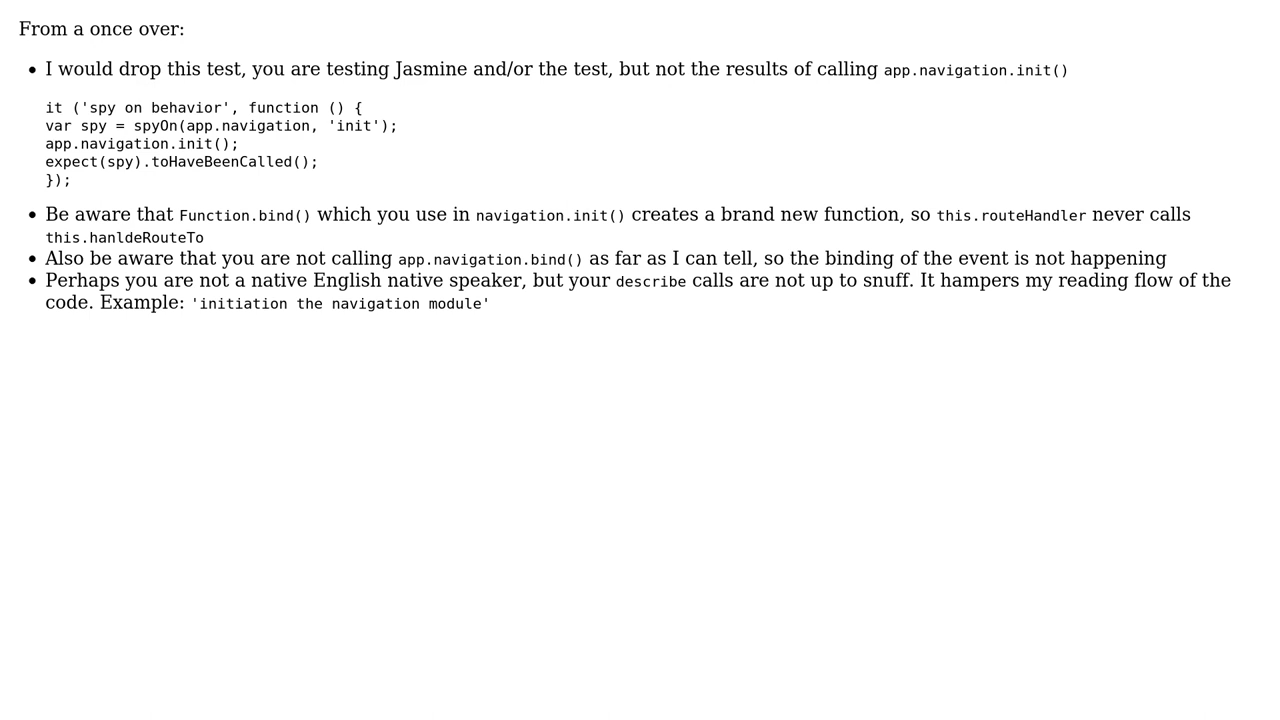 From a once over:
I would drop this test, you are testing Jasmine and/or the test, but not the results of calling app.navigation.init()
it ('spy on behavior', function () {
var spy = spyOn(app.navigation, 'init');
app.navigation.init();
expect(spy).toHaveBeenCalled();
});
Be aware that Function.bind() which you use in navigation.init() creates a brand new function, so this.routeHandler never calls
this.hanldeRouteTo
Also be aware that you are not calling app.navigation.bind() as far as I can tell, so the binding of the event is not happening
Perhaps you are not a native English native speaker, but your describe calls are not up to snuff. It hampers my reading flow of the
code. Example: 'initiation the navigation module'